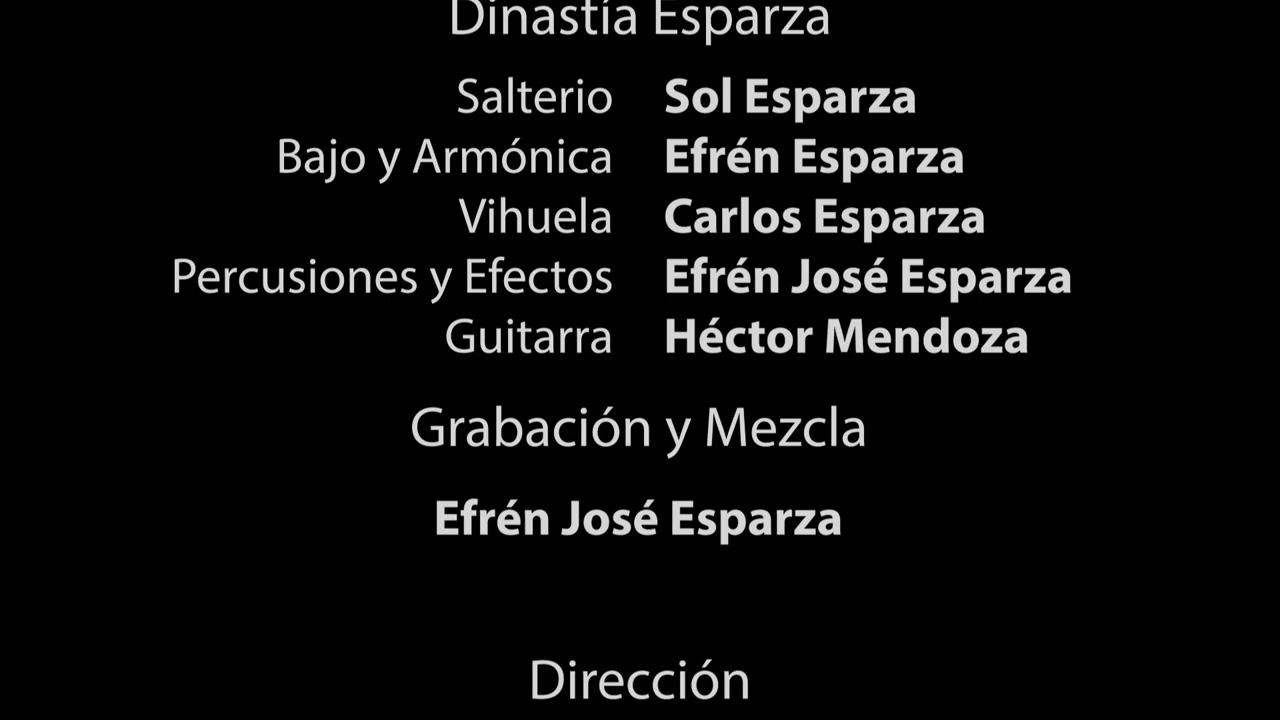 Dinastía Esparza
Salterio Sol Esparza
Bajo y Armónica Efrén Esparza
Vihuela Carlos Esparza
Percusiones y Efectos Efrén José Esparza
Guitarra Héctor Mendoza
Grabación y Mezcla
Efrén José Esparza
Dirección